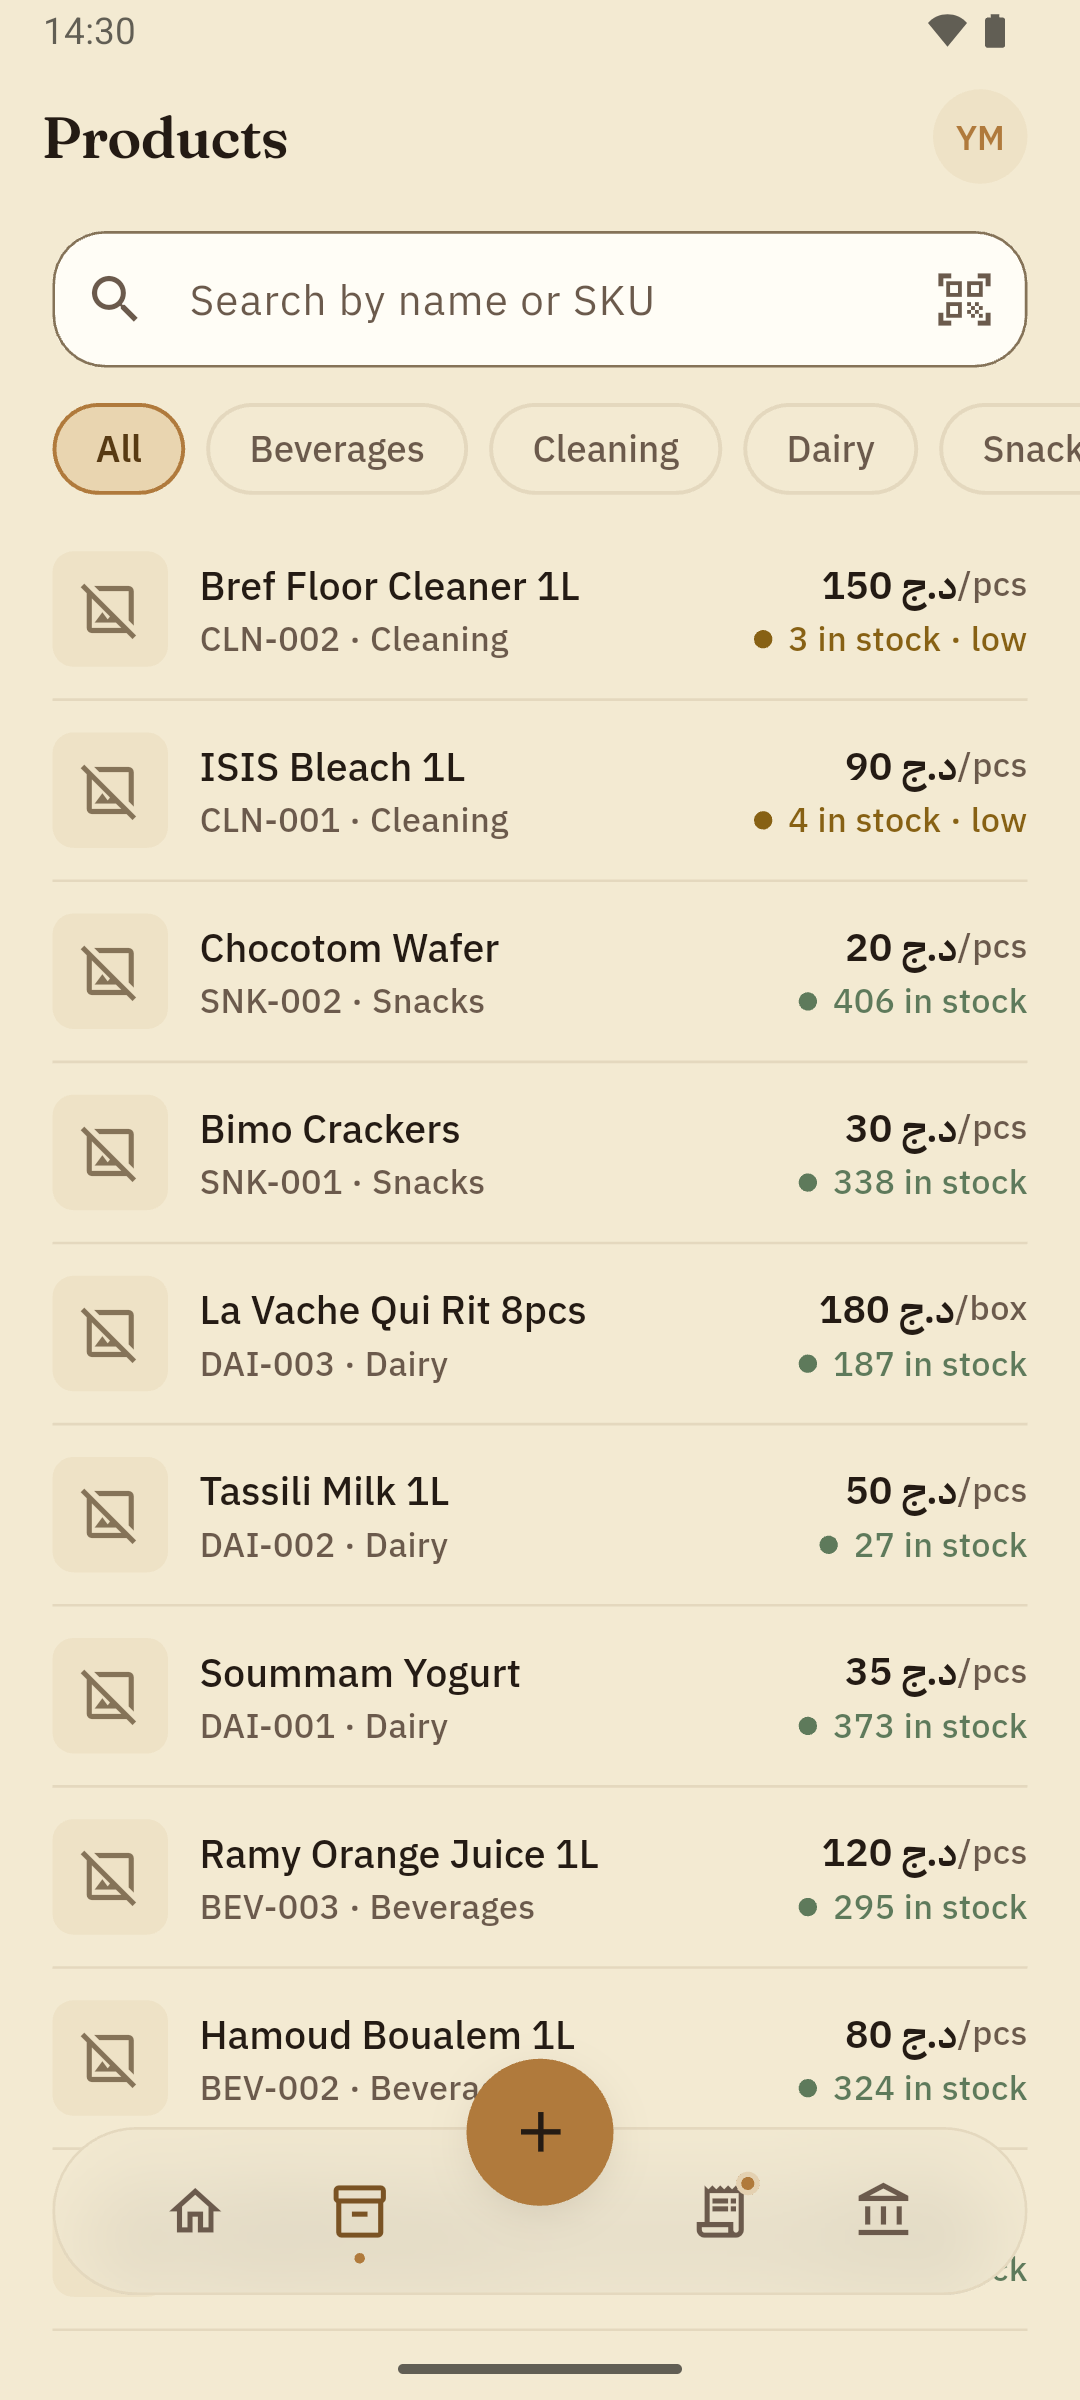 14:30
Products
YM
Search by name or SKU
All
Beverages
Cleaning
Dairy
Snack
Bref Floor Cleaner 1L
150 د.ج/pcs
CLN-002 · Cleaning
3 in stock · low
ISIS Bleach 1L
90 د.ج/pcs
CLN-001 · Cleaning
4 in stock · low
Chocotom Wafer
20 د.ج/pcs
SNK-002 · Snacks
406 in stock
Bimo Crackers
30 د.ج/pcs
SNK-001 · Snacks
338 in stock
La Vache Qui Rit 8pcs
180 د.ج/box
DAI-003 · Dairy
187 in stock
Tassili Milk 1L
50 د.ج/pcs
DAI-002 · Dairy
27 in stock
Soummam Yogurt
35 د.ج/pcs
DAI-001 · Dairy
373 in stock
Ramy Orange Juice 1L
120 د.ج/pcs
BEV-003 · Beverages
295 in stock
Hamoud Boualem 1L
80 د.ج/pcs
BEV-002 · Bevera
324 in stock